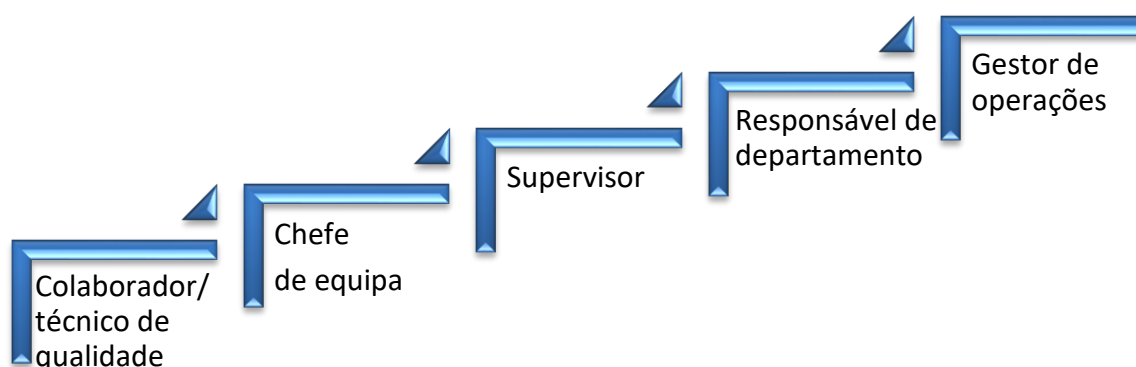 Colaborador/
técnico de
qualidade
Chefe
de equipa
Supervisor
Responsável de
departamento
Gestor de
operações